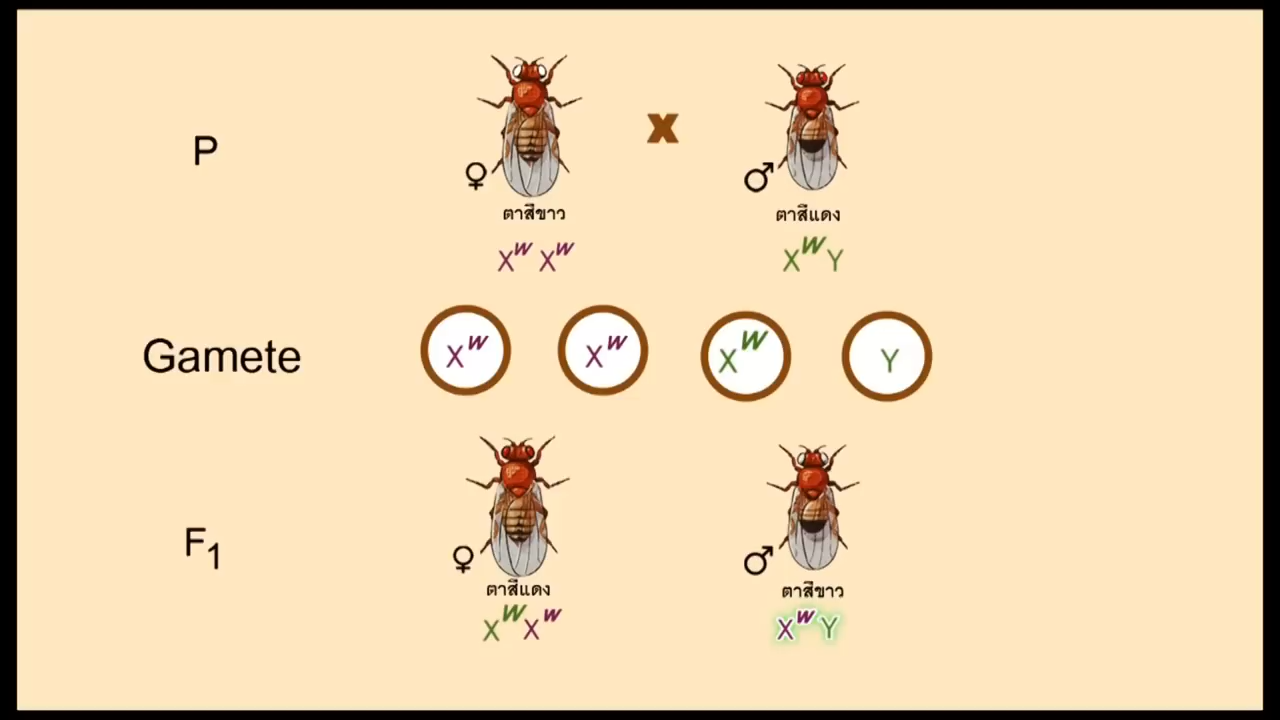 P
♀ X ♂
ตาสีขาว ตาสีแดง
XʷXʷ XᵂY
Gamete Xʷ Xʷ Xᵂ Y
F₁
♀ ♂
ตาสีแดง ตาสีขาว
XᵂXʷ XʷY